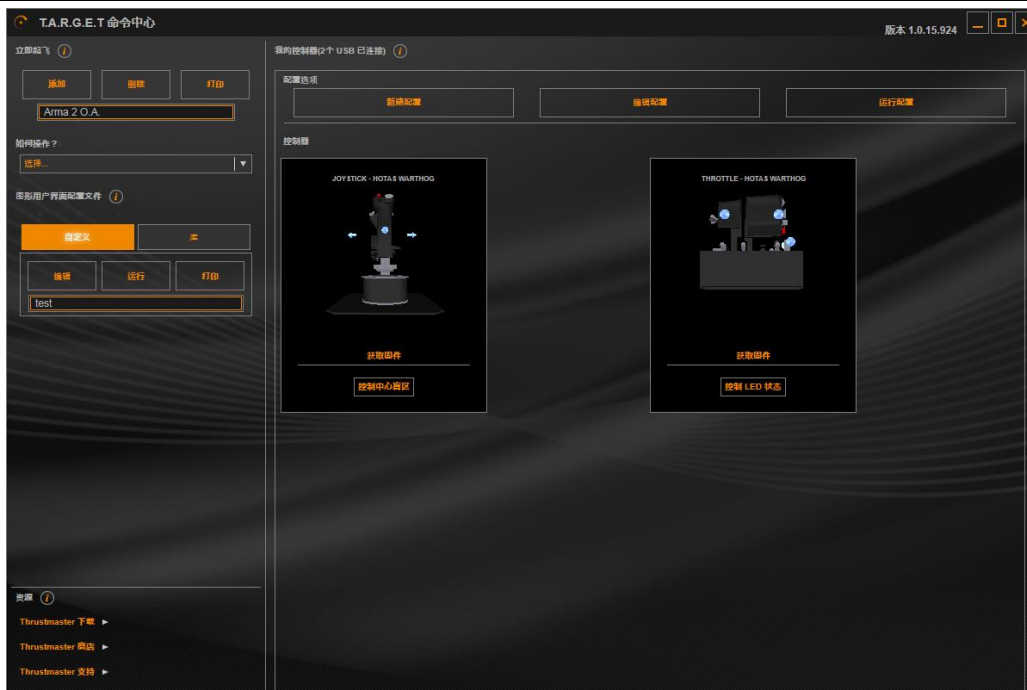 T.A.R.G.E.T 命令中心
版本 1.0.15.924
立即起飞
添加
删除
打印
Arma 2 O.A.
如何操作？
选择...
图形用户界面配置文件
自定义
库
编辑
运行
打印
test
资源
Thrustmaster 下载
Thrustmaster 商店
Thrustmaster 支持
我的控制器(2个 USB 已连接)
配置选项
新建配置
编辑配置
运行配置
控制器
JOYSTICK - HOTAS WARTHOG
获取固件
控制中心盲区
THROTTLE - HOTAS WARTHOG
获取固件
控制 LED 状态